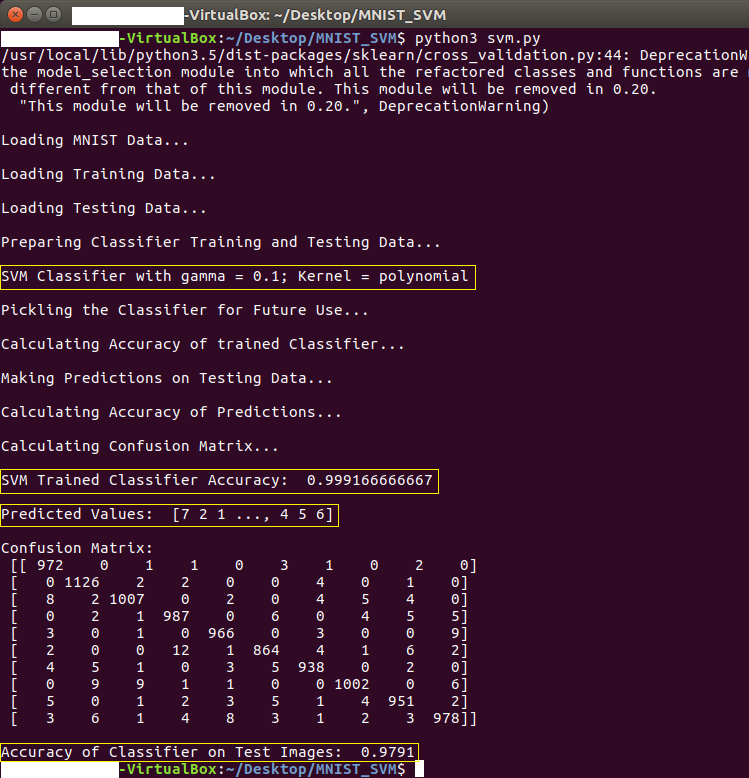 -VirtualBox: ~/Desktop/MNIST_SVM
-VirtualBox:~/Desktop/MNIST_SVM$ python3 svm.py
/usr/local/lib/python3.5/dist-packages/sklearn/cross_validation.py:44: DeprecationW
the model_selection module into which all the refactored classes and functions are
 different from that of this module. This module will be removed in 0.20.
  "This module will be removed in 0.20.", DeprecationWarning)
Loading MNIST Data...
Loading Training Data...
Loading Testing Data...
Preparing Classifier Training and Testing Data...
SVM Classifier with gamma = 0.1; Kernel = polynomial
Pickling the Classifier for Future Use...
Calculating Accuracy of trained Classifier...
Making Predictions on Testing Data...
Calculating Accuracy of Predictions...
Calculating Confusion Matrix...
SVM Trained Classifier Accuracy:  0.999166666667
Predicted Values:  [7 2 1 ..., 4 5 6]
Confusion Matrix:
 [[ 972    0    1    1    0    3    1    0    2    0]
 [   0 1126    2    2    0    0    4    0    1    0]
 [   8    2 1007    0    2    0    4    5    4    0]
 [   0    2    1  987    0    6    0    4    5    5]
 [   3    0    1    0  966    0    3    0    0    9]
 [   2    0    0   12    1  864    4    1    6    2]
 [   4    5    1    0    3    5  938    0    2    0]
 [   0    9    9    1    1    0    0 1002    0    6]
 [   5    0    1    2    3    5    1    4  951    2]
 [   3    6    1    4    8    3    1    2    3  978]]
Accuracy of Classifier on Test Images:  0.9791
-VirtualBox:~/Desktop/MNIST_SVM$